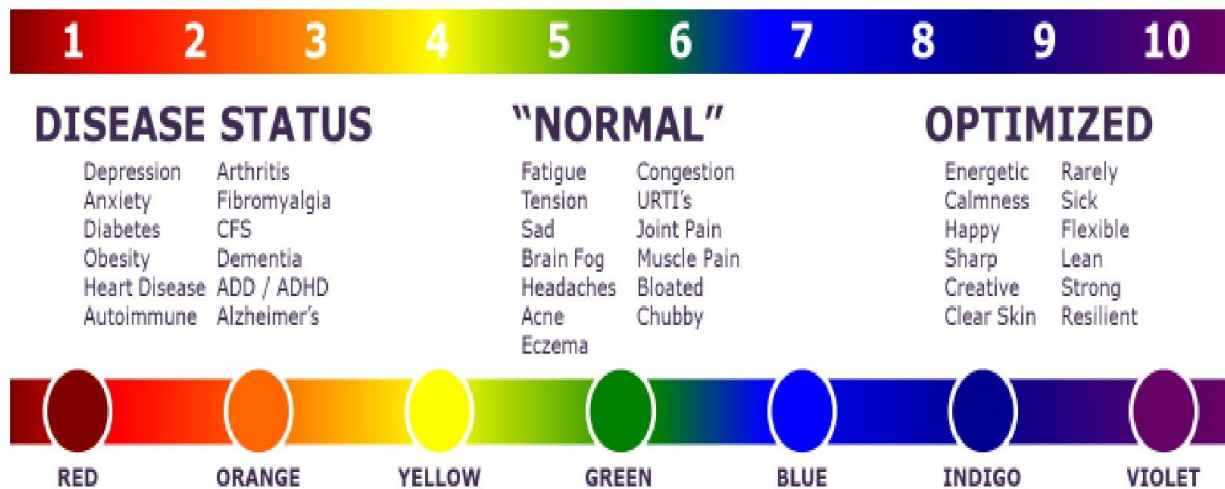 1 2 3 4 5 6 7 8 9 10
DISEASE STATUS
Depression Arthritis
Anxiety Fibromyalgia
Diabetes CFS
Obesity Dementia
Heart Disease ADD / ADHD
Autoimmune Alzheimer's
"NORMAL"
Fatigue Congestion
Tension URTI's
Sad Joint Pain
Brain Fog Muscle Pain
Headaches Bloated
Acne Chubby
Eczema
OPTIMIZED
Energetic Rarely
Calmness Sick
Happy Flexible
Sharp Lean
Creative Strong
Clear Skin Resilient
RED ORANGE YELLOW GREEN BLUE INDIGO VIOLET